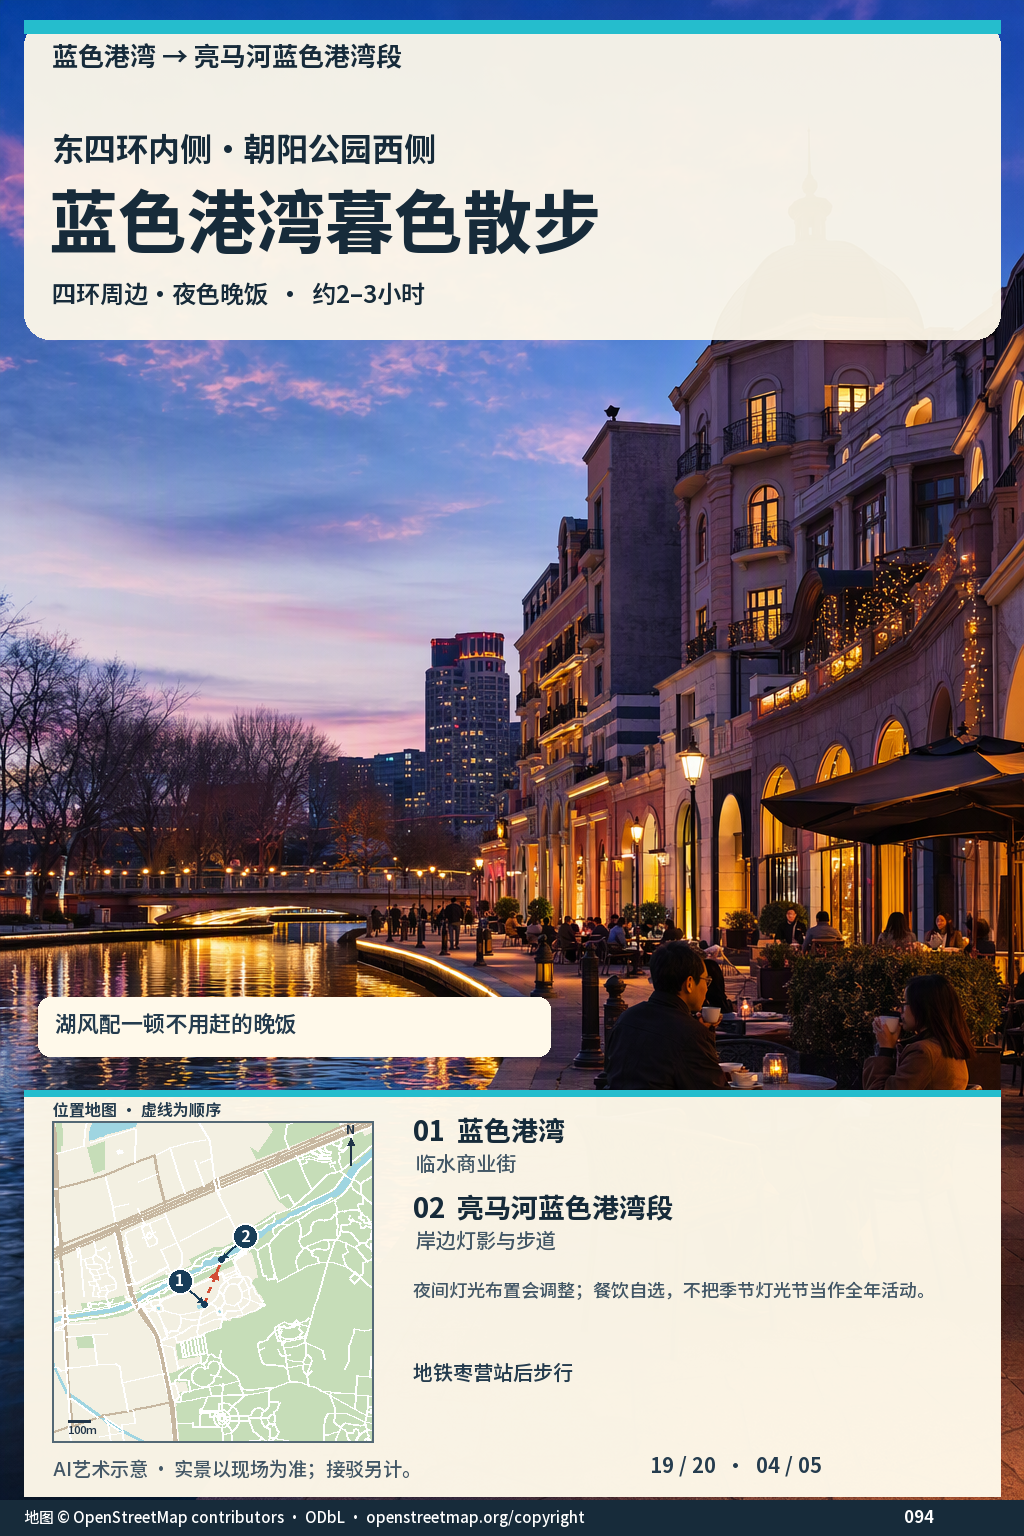 蓝色港湾 → 亮马河蓝色港湾段
东四环内侧・朝阳公园西侧
蓝色港湾暮色散步
四环周边・夜色晚饭 • 约2–3小时
湖风配一顿不用赶的晚饭
位置地图 • 虚线为顺序
N
2
1
100m
01 蓝色港湾
临水商业街
02 亮马河蓝色港湾段
岸边灯影与步道
夜间灯光布置会调整；餐饮自选，不把季节灯光节当作全年活动。
地铁枣营站后步行
AI艺术示意 • 实景以现场为准；接驳另计。
19 / 20 • 04 / 05
地图 © OpenStreetMap contributors • ODbL • openstreetmap.org/copyright
094